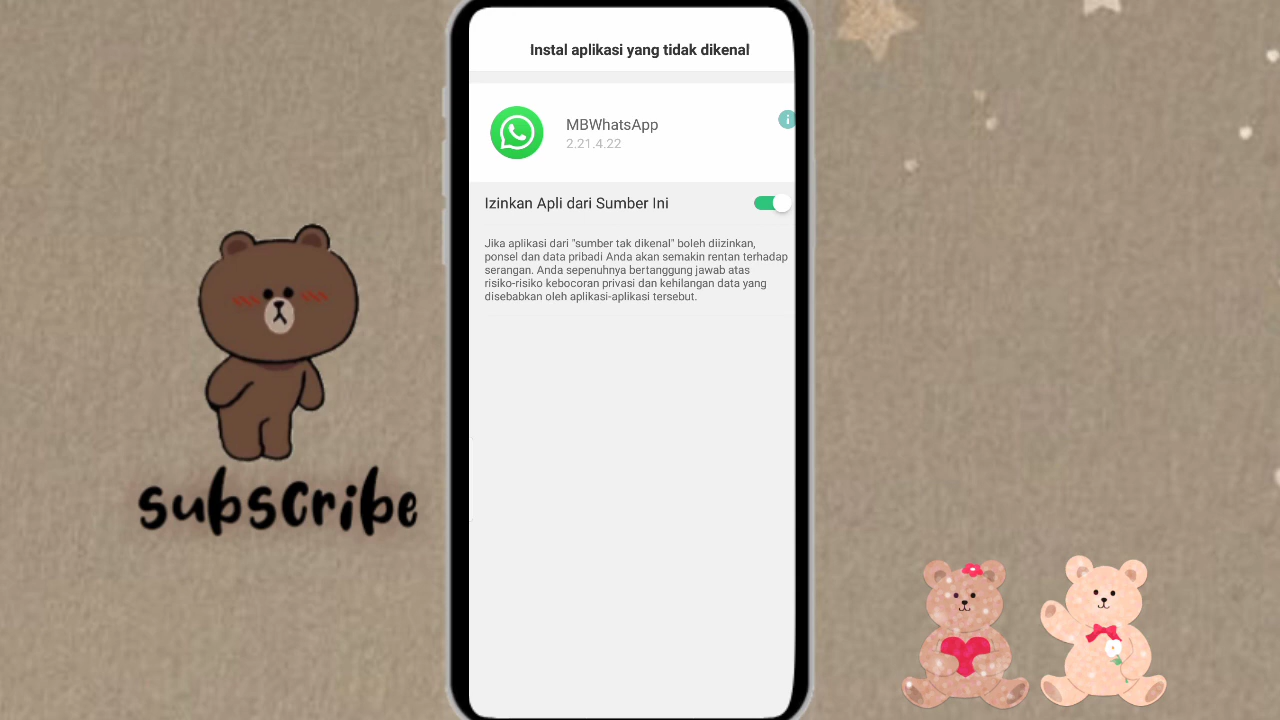 Instal aplikasi yang tidak dikenal
MBWhatsApp
2.21.4.22
Izinkan Apli dari Sumber Ini
Jika aplikasi dari "sumber tak dikenal" boleh diizinkan,
ponsel dan data pribadi Anda akan semakin rentan terhadap
serangan. Anda sepenuhnya bertanggung jawab atas
risiko-risiko kebocoran privasi dan kehilangan data yang
disebabkan oleh aplikasi-aplikasi tersebut.
subscribe